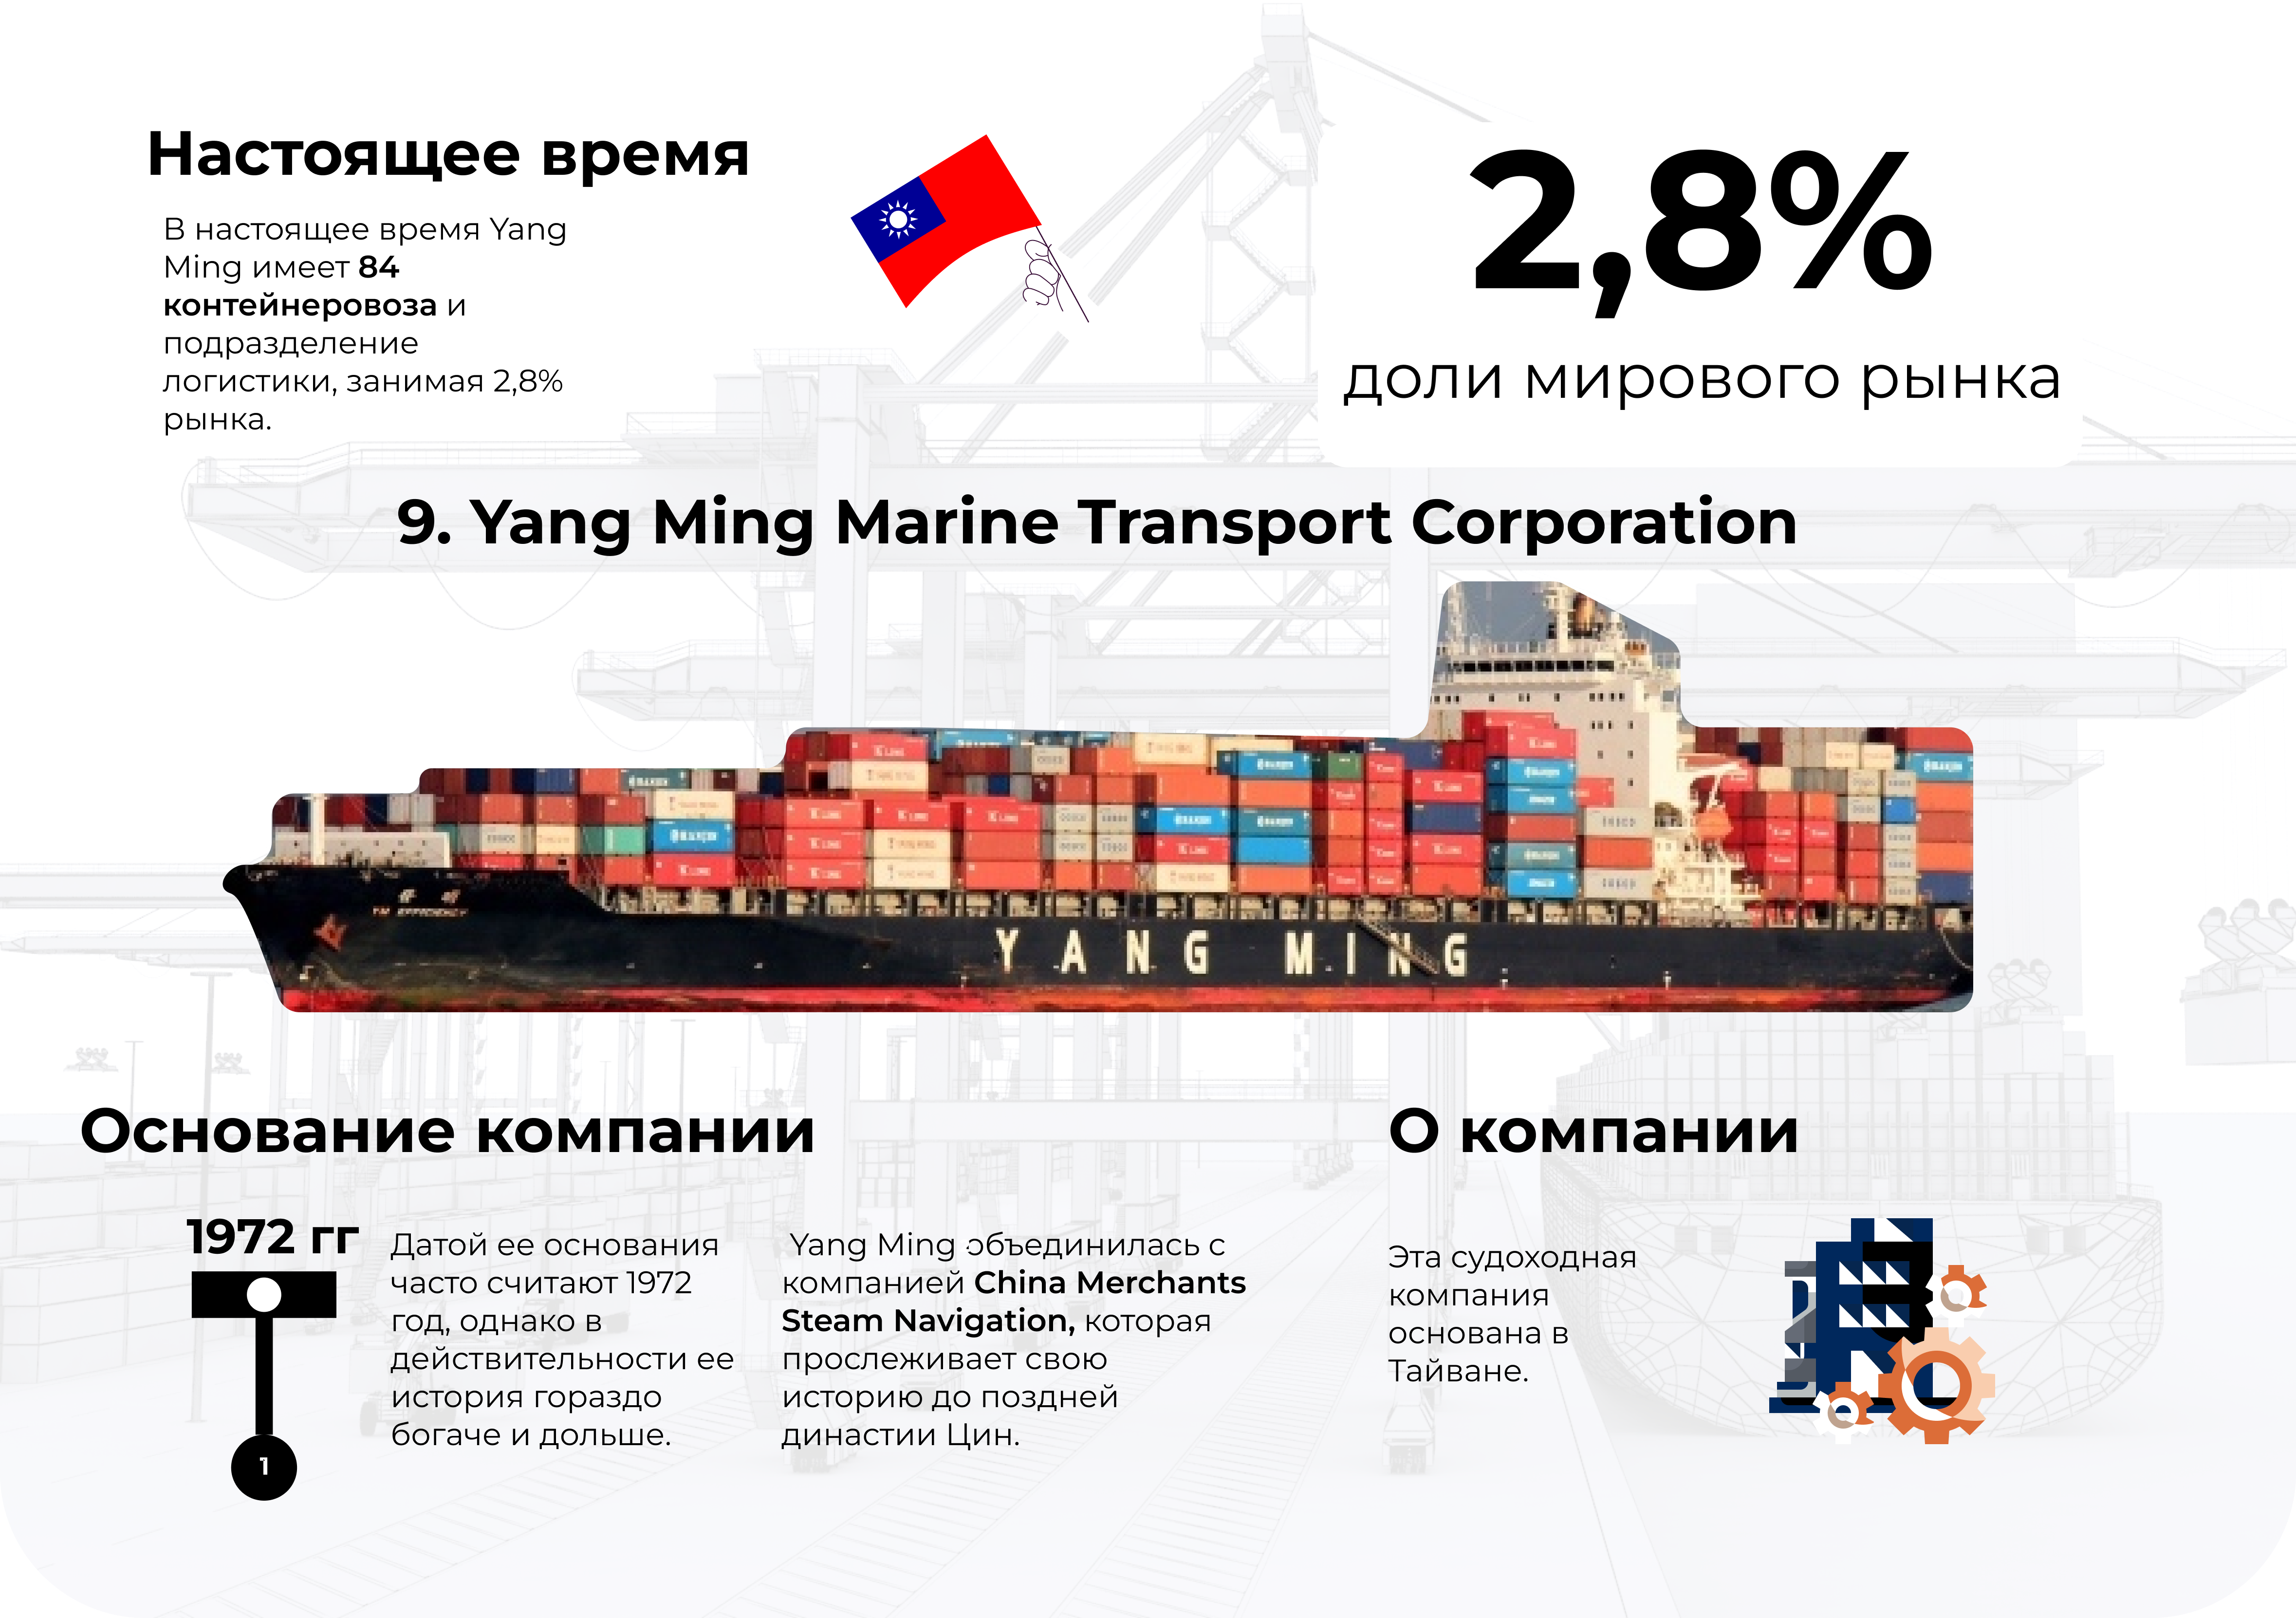 Настоящее время
В настоящее время Yang
Ming имеет 84
контейнеровоза и
подразделение
логистики, занимая 2,8%
рынка.
2,8%
доли мирового рынка
9. Yang Ming Marine Transport Corporation
YANG MING
Основание компании
1972 гг
1
Датой ее основания
часто считают 1972
год, однако в
действительности ее
история гораздо
богаче и дольше.
Yang Ming объединилась с
компанией China Merchants
Steam Navigation, которая
прослеживает свою
историю до поздней
династии Цин.
О компании
Эта судоходная
компания
основана в
Тайване.